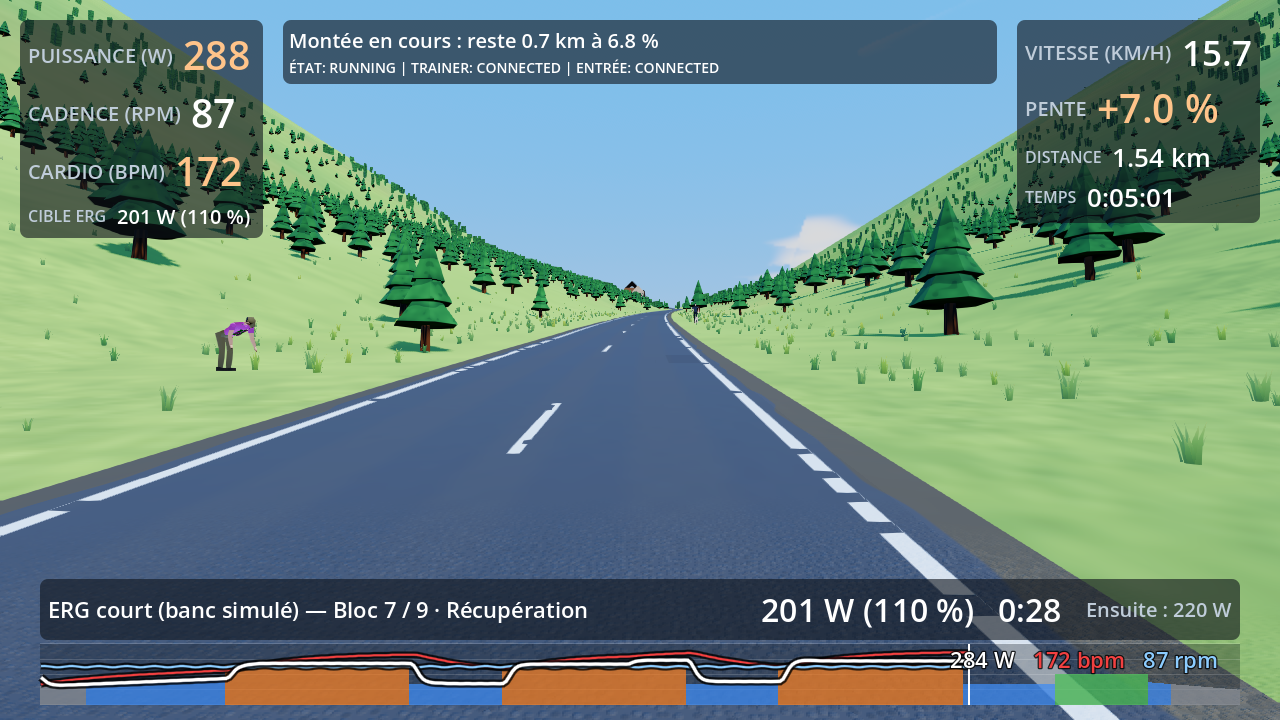 PUISSANCE (W) 288
CADENCE (RPM) 87
CARDIO (BPM) 172
CIBLE ERG 201 W (110 %)
Montée en cours : reste 0.7 km à 6.8 %
ÉTAT: RUNNING | TRAINER: CONNECTED | ENTRÉE: CONNECTED
VITESSE (KM/H) 15.7
PENTE +7.0 %
DISTANCE 1.54 km
TEMPS 0:05:01
ERG court (banc simulé) — Bloc 7 / 9 · Récupération 201 W (110 %) 0:28 Ensuite : 220 W
284 W 172 bpm 87 rpm